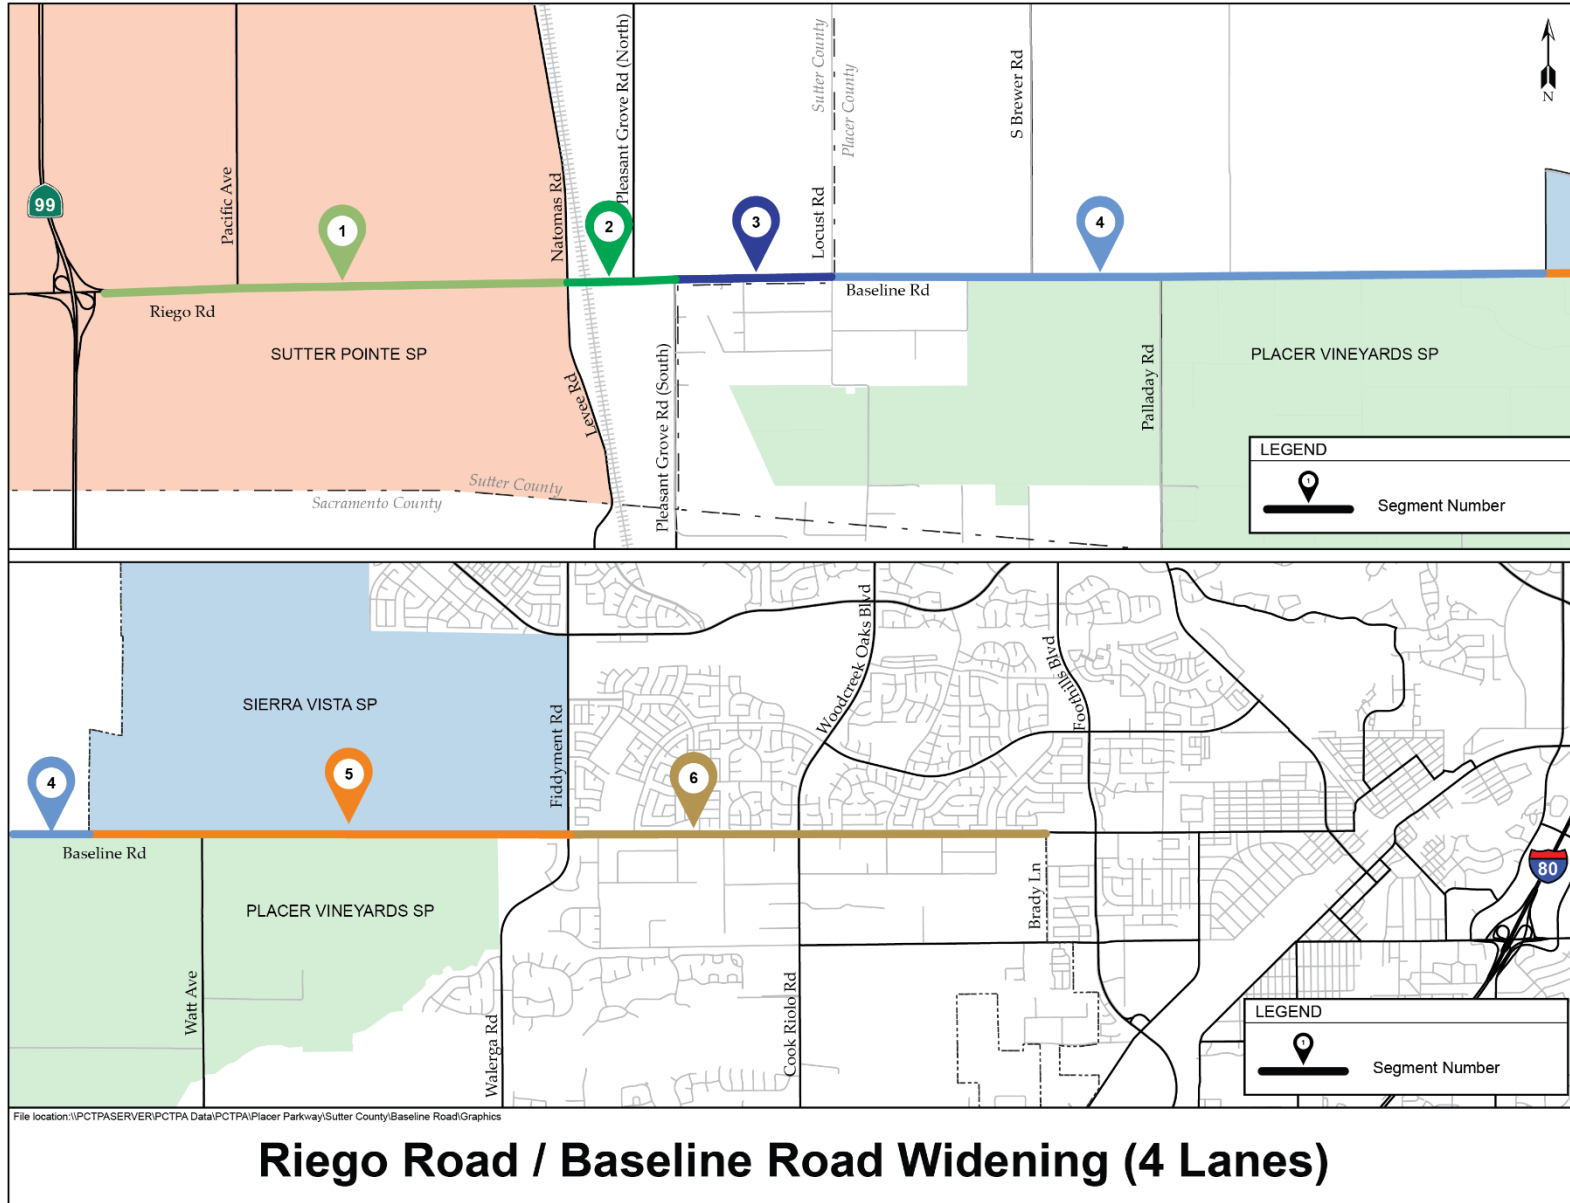 99
Pacific Ave
Natomas Rd
Pleasant Grove Rd (North)
Sutter County
Placer County
Locust Rd
S Brewer Rd
N
1
2
3
4
Riego Rd
Baseline Rd
SUTTER POINTE SP
PLACER VINEYARDS SP
Levee Rd
Pleasant Grove Rd (South)
Palladay Rd
Sutter County
Sacramento County
LEGEND
1
Segment Number
SIERRA VISTA SP
Fiddyment Rd
Woodcreek Oaks Blvd
Foothills Blvd
4
5
6
Baseline Rd
PLACER VINEYARDS SP
Brady Ln
80
Watt Ave
Walerga Rd
Cook Riolo Rd
LEGEND
1
Segment Number
File location:\\PCTPASERVER\PCTPA Data\PCTPA\Placer Parkway\Sutter County\Baseline Road\Graphics
Riego Road / Baseline Road Widening (4 Lanes)